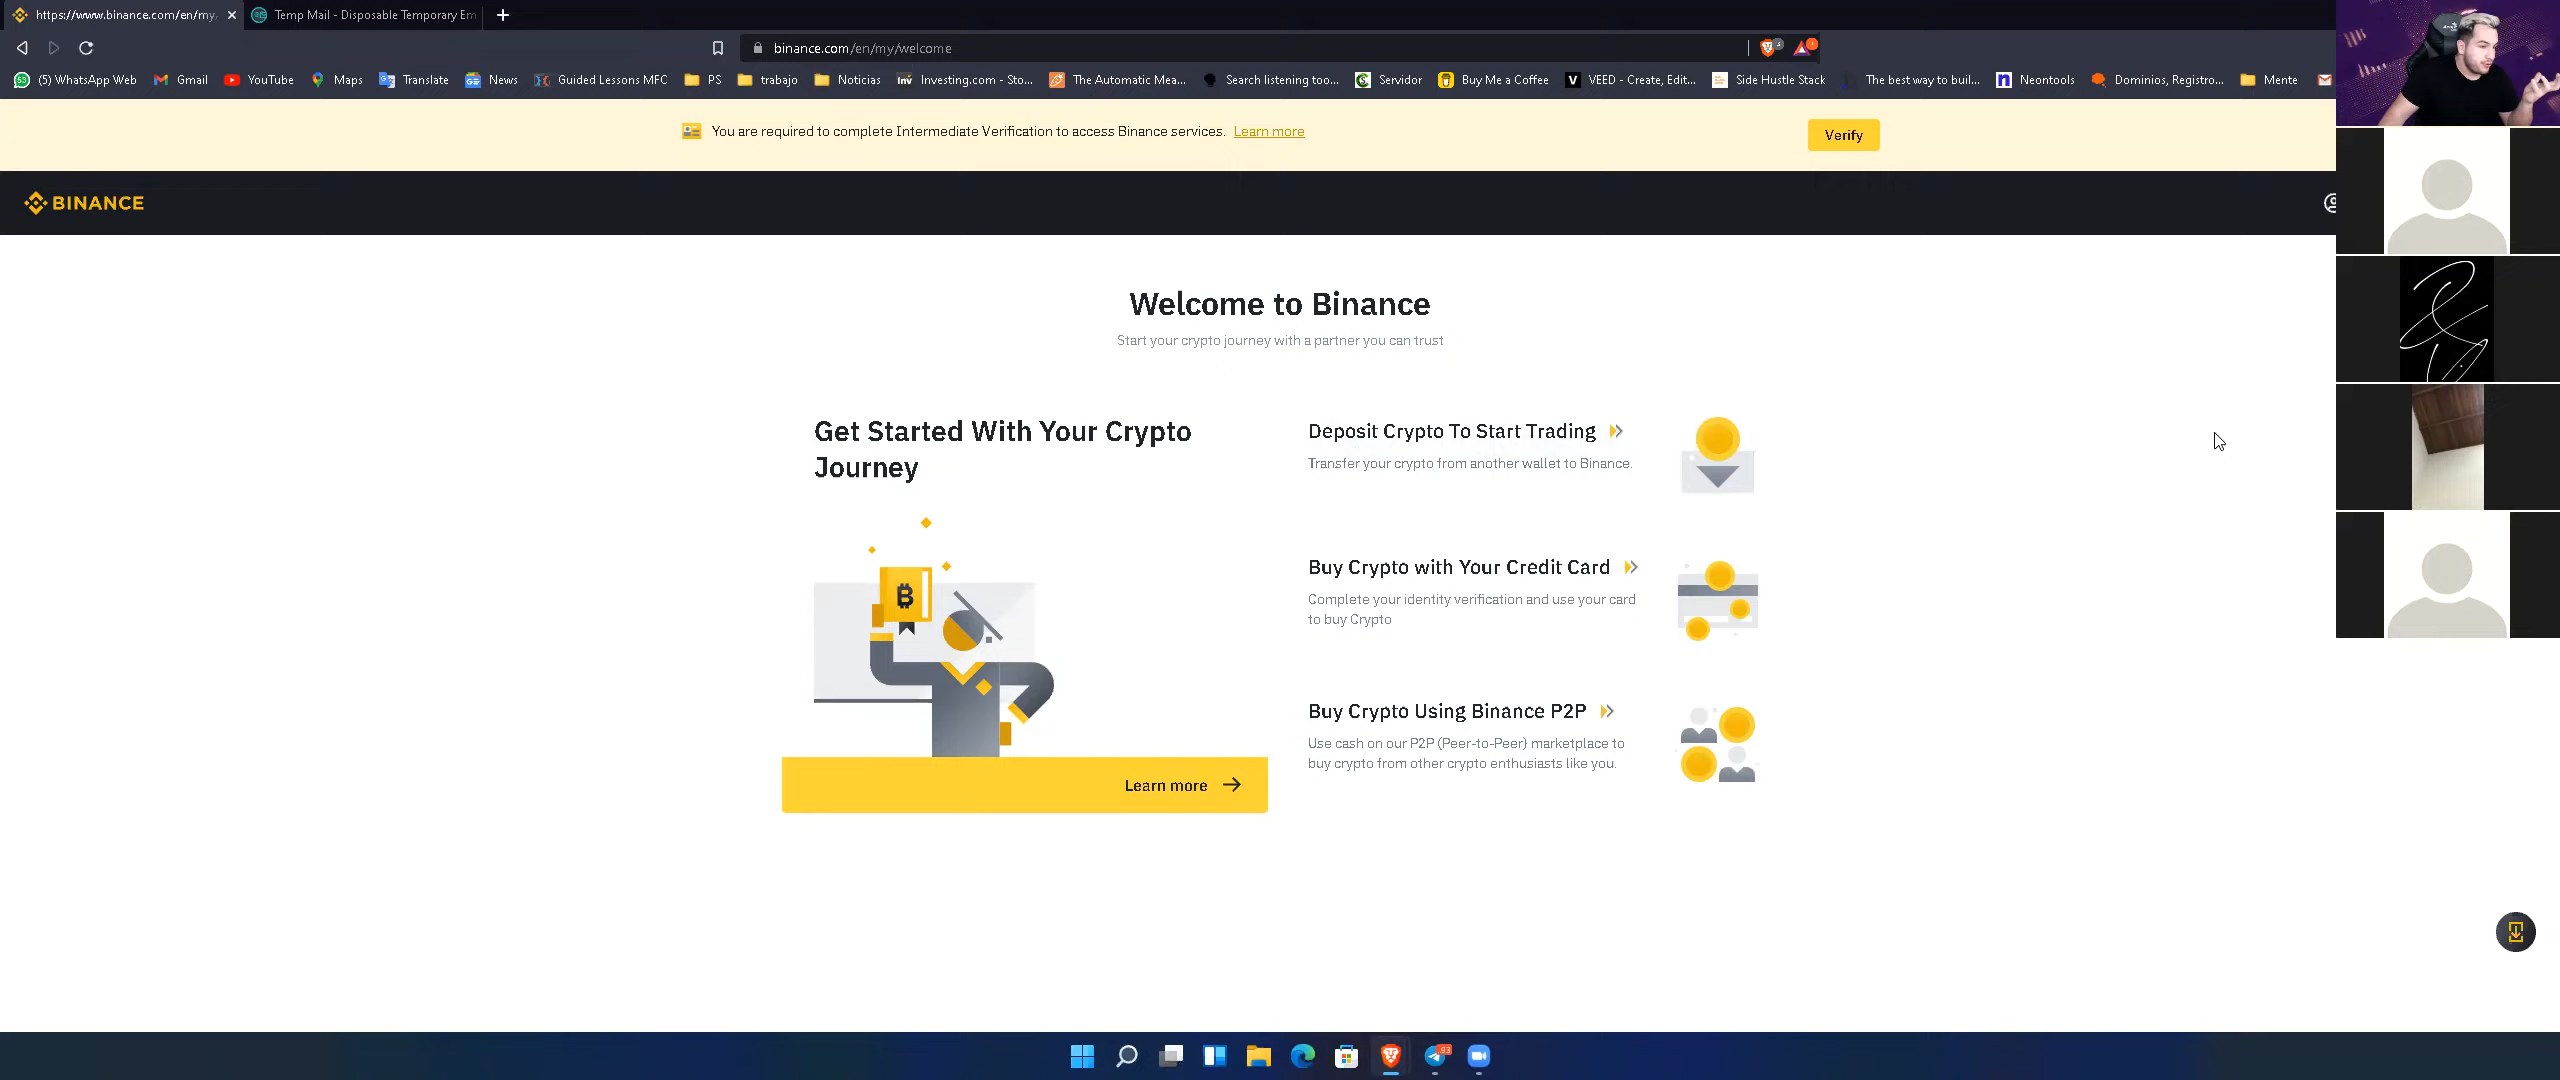 https://www.binance.com/en/my
Temp Mail - Disposable Temporary Em
binance.com/en/my/welcome
(5) WhatsApp Web
Gmail
YouTube
Maps
Translate
News
Guided Lessons MFC
PS
trabajo
Noticias
Investing.com - Sto...
The Automatic Mea...
Search listening too...
Servidor
Buy Me a Coffee
VEED - Create, Edit...
Side Hustle Stack
The best way to buil...
Neontools
Dominios, Registro...
Mente
You are required to complete Intermediate Verification to access Binance services. Learn more
Verify
BINANCE
Welcome to Binance
Start your crypto journey with a partner you can trust
Get Started With Your Crypto
Journey
Learn more
Deposit Crypto To Start Trading
Transfer your crypto from another wallet to Binance.
Buy Crypto with Your Credit Card
Complete your identity verification and use your card
to buy Crypto
Buy Crypto Using Binance P2P
Use cash on our P2P (Peer-to-Peer) marketplace to
buy crypto from other crypto enthusiasts like you.
93